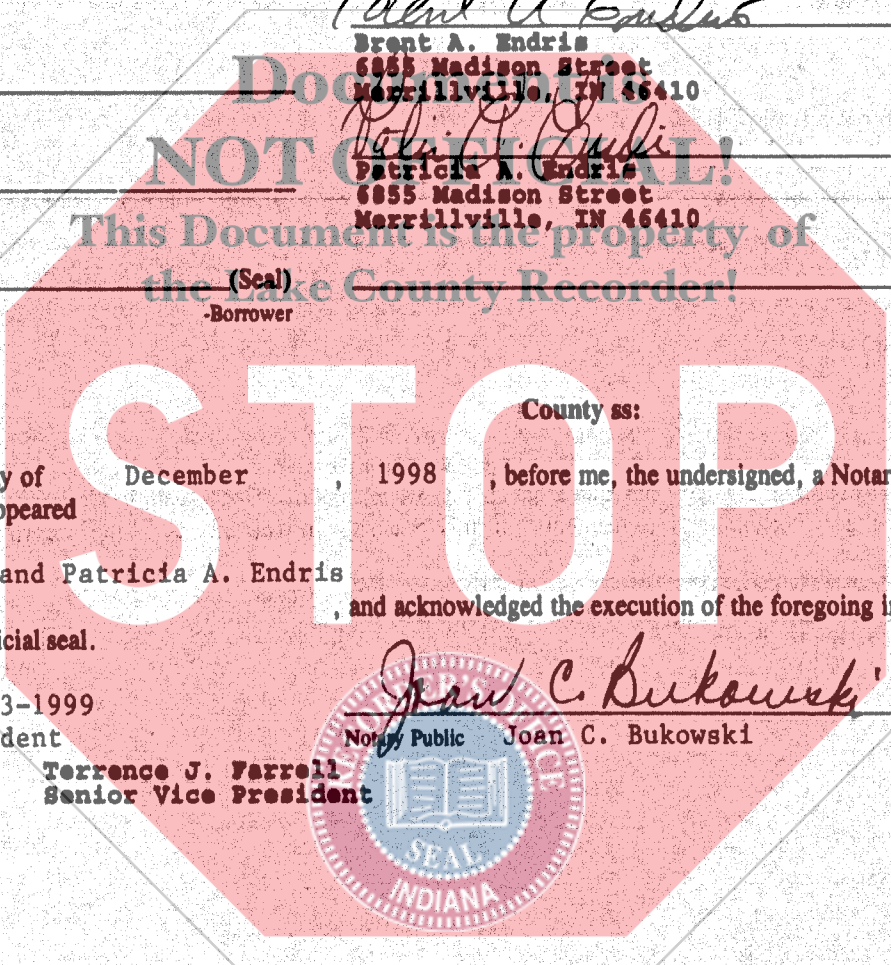 Brent A. Endris
6855 Madison Street
Merrillville, IN 46410
Document is
NOT OFFICIAL!
Patricia A. Endris
6855 Madison Street
Merrillville, IN 46410
This Document is the property of
the Lake County Recorder!
(Seal)
-Borrower
STOP
County ss:
y of December , 1998 , before me, the undersigned, a Notar
ppeared
and Patricia A. Endris
, and acknowledged the execution of the foregoing in
icial seal.
Joan C. Bukowski
3-1999
dent
Notary Public Joan C. Bukowski
Terrence J. Farrell
Senior Vice President
RECORDER'S OFFICE
SEAL
INDIANA